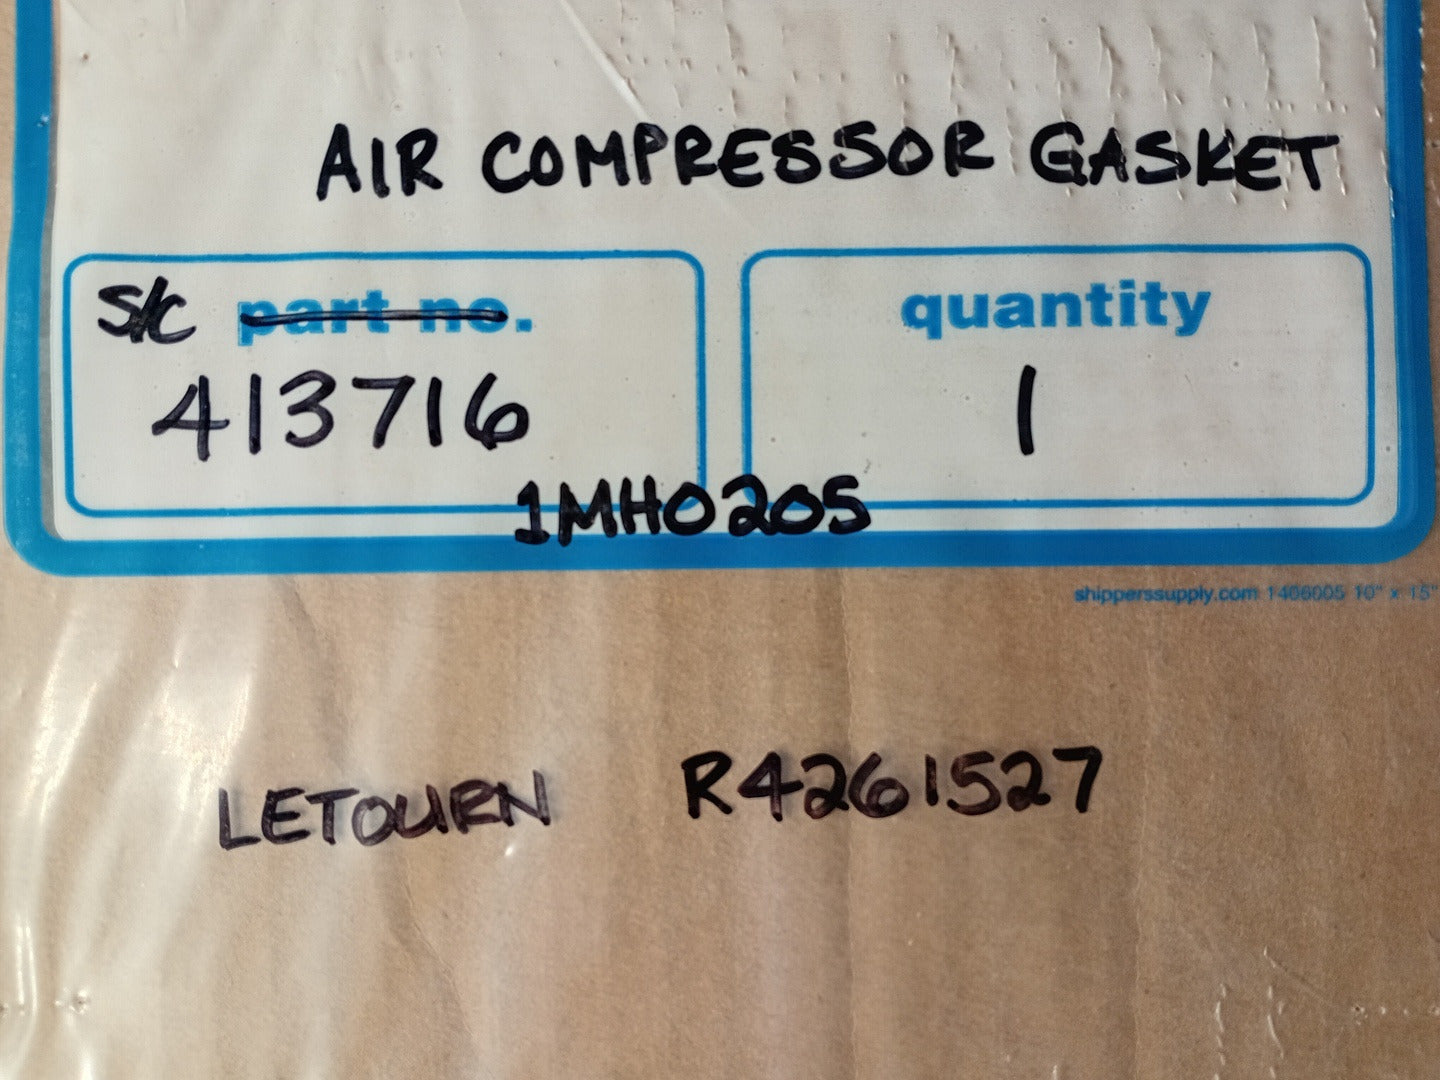 AIR COMPRESSOR GASKET
S/C part no.
413716
quantity
1
1MH0205
shipperssupply.com 1406005 10" x 15"
LETOURN R4261527